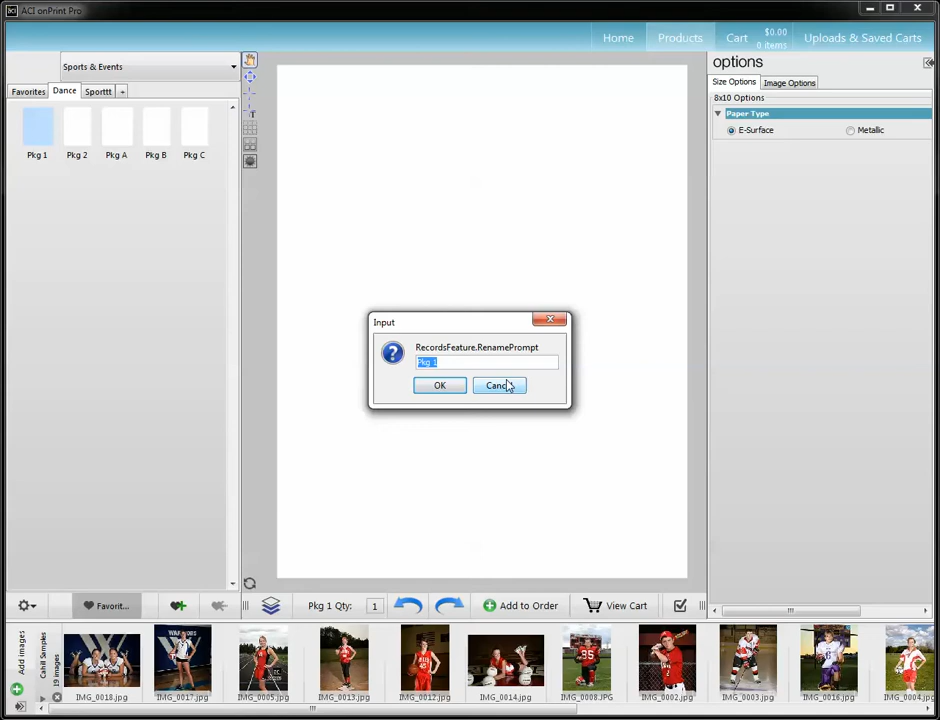 ACI onPrint Pro
Home
Products
Cart
$0.00
0 items
Uploads & Saved Carts
Sports & Events
options
Favorites
Dance
Sporttt
+
Size Options
Image Options
8x10 Options
Paper Type
E-Surface
Metallic
Pkg 1
Pkg 2
Pkg A
Pkg B
Pkg C
Input
RecordsFeature.RenamePrompt
Pkg 1
OK
Cancel
Favorit...
Pkg 1 Qty:
1
Add to Order
View Cart
Add images
Cahill Samples
19 images
IMG_0018.jpg
IMG_0017.jpg
IMG_0005.jpg
IMG_0013.jpg
IMG_0012.jpg
IMG_0014.jpg
IMG_0008.JPG
IMG_0002.jpg
IMG_0003.jpg
IMG_0016.jpg
IMG_0004.jpg